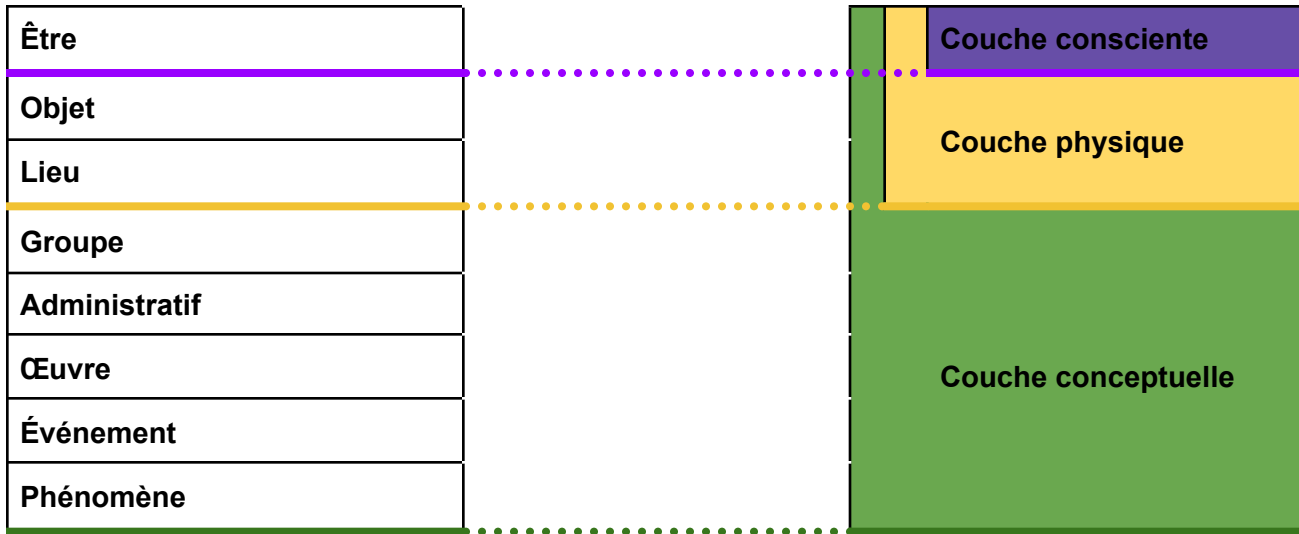 Être
Couche consciente
Objet
Couche physique
Lieu
Groupe
Administratif
Œuvre
Couche conceptuelle
Événement
Phénomène